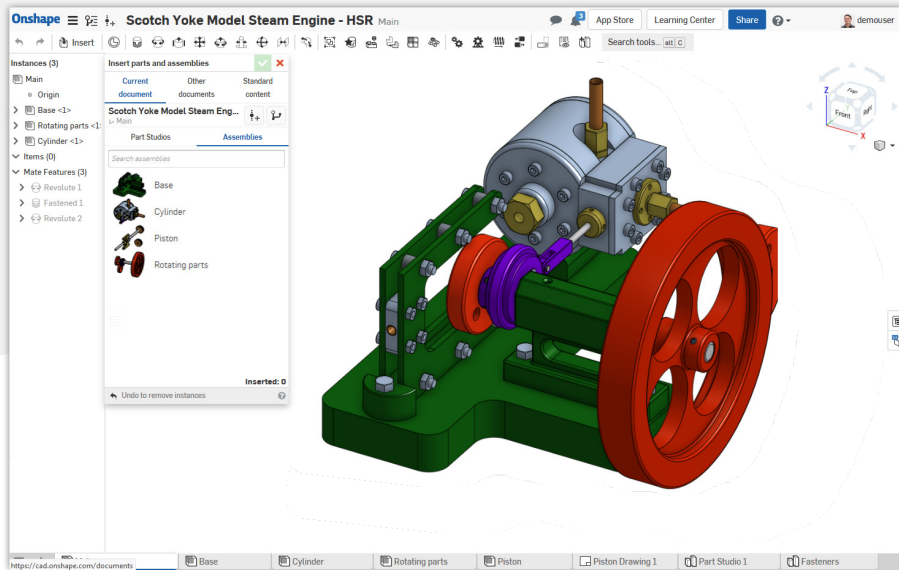 Onshape Scotch Yoke Model Steam Engine - HSR Main 3 App Store Learning Center Share demouser
Insert Search tools... alt C
Instances (3)
Main
Origin
Base <1>
Rotating parts <1>
Cylinder <1>
Items (0)
Mate Features (3)
Revolute 1
Fastened 1
Revolute 2
Insert parts and assemblies
Current document
Other documents
Standard content
Scotch Yoke Model Steam Eng...
Main
Part Studios Assemblies
Search assemblies
Base
Cylinder
Piston
Rotating parts
Inserted: 0
Undo to remove instances
Z
Top
Front
Right
X
https://cad.onshape.com/documents
Base Cylinder Rotating parts Piston Piston Drawing 1 Part Studio 1 Fasteners